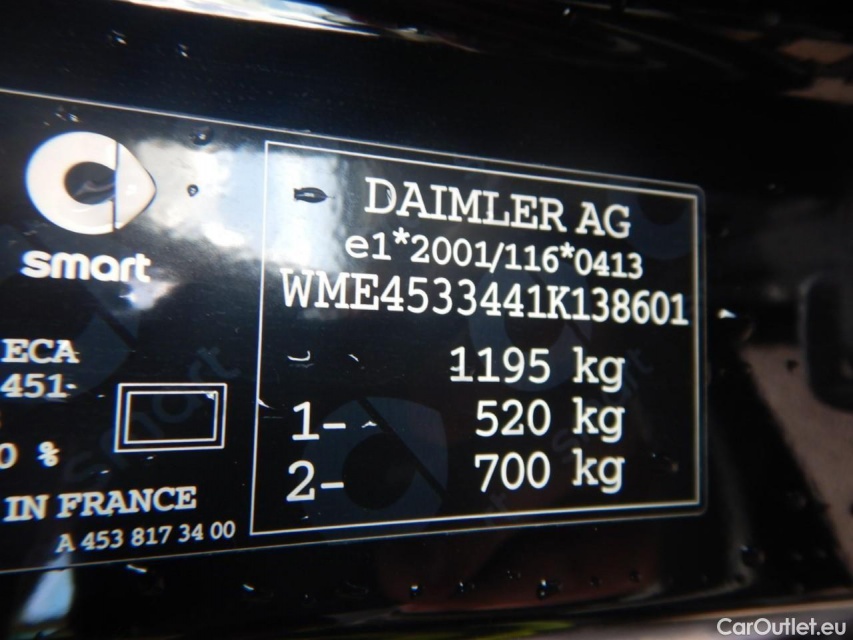 smart
ECA
451-
0 %
IN FRANCE
A 453 817 34 00
DAIMLER AG
e1*2001/116*0413
WME4533441K138601
1195 kg
1- 520 kg
2- 700 kg
CarOutlet.eu